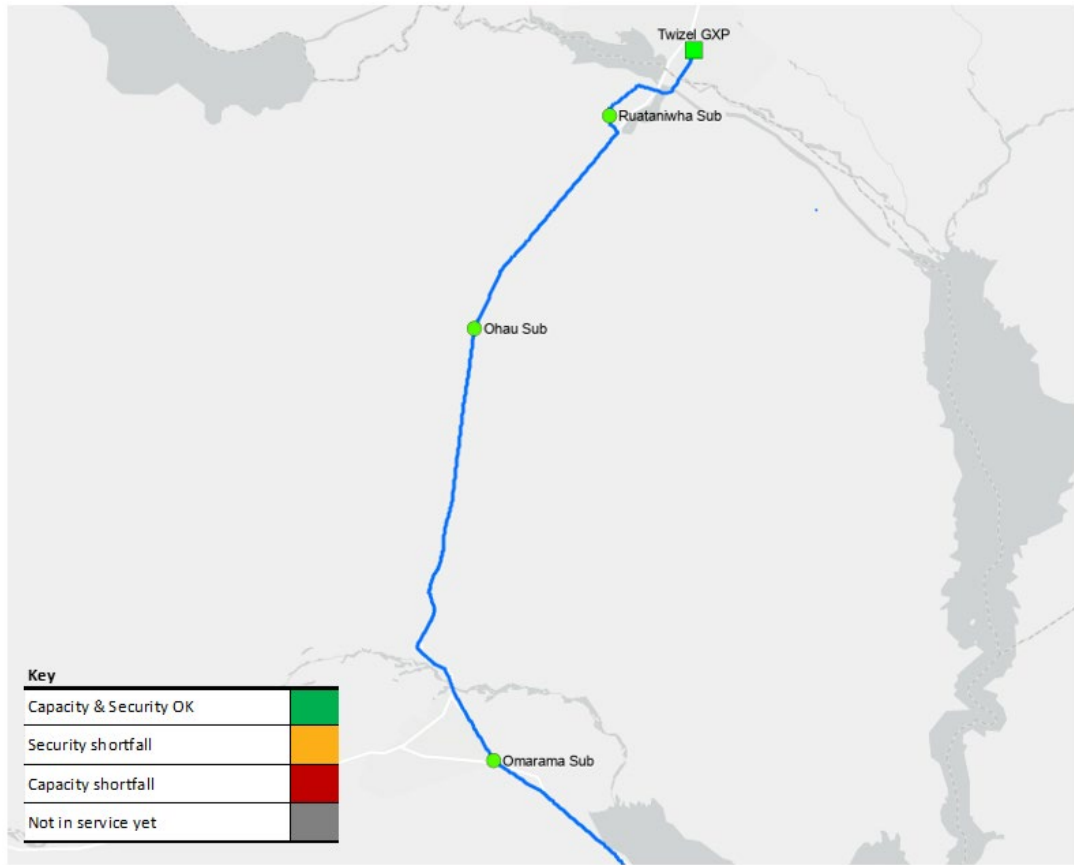 Twizel GXP
Ruataniwha Sub
Ohau Sub
Omarama Sub
Key
Capacity & Security OK
Security shortfall
Capacity shortfall
Not in service yet